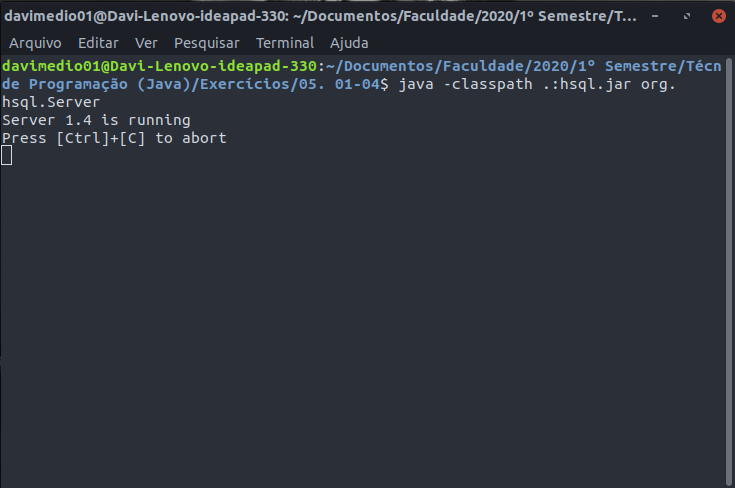 davimedio01@Davi-Lenovo-ideapad-330: ~/Documentos/Faculdade/2020/1º Semestre/T...
Arquivo Editar Ver Pesquisar Terminal Ajuda
davimedio01@Davi-Lenovo-ideapad-330:~/Documentos/Faculdade/2020/1º Semestre/Técn
de Programação (Java)/Exercícios/05. 01-04$ java -classpath .:hsql.jar org.
hsql.Server
Server 1.4 is running
Press [Ctrl]+[C] to abort